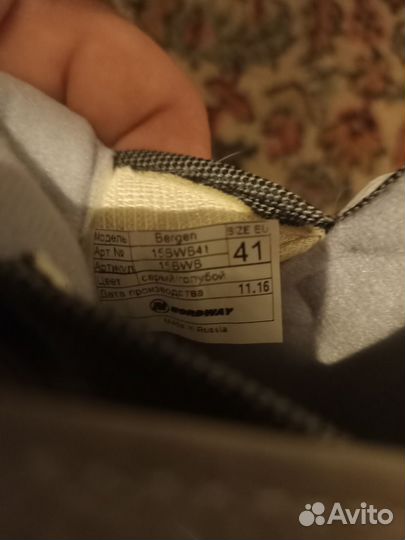 Модель Bergen SIZE EU
Арт № 15BWB41 41
Артикул 15BWB
Цвет серый/голубой
Дата производства 11.16
NORDWAY
Made in Russia
Avito